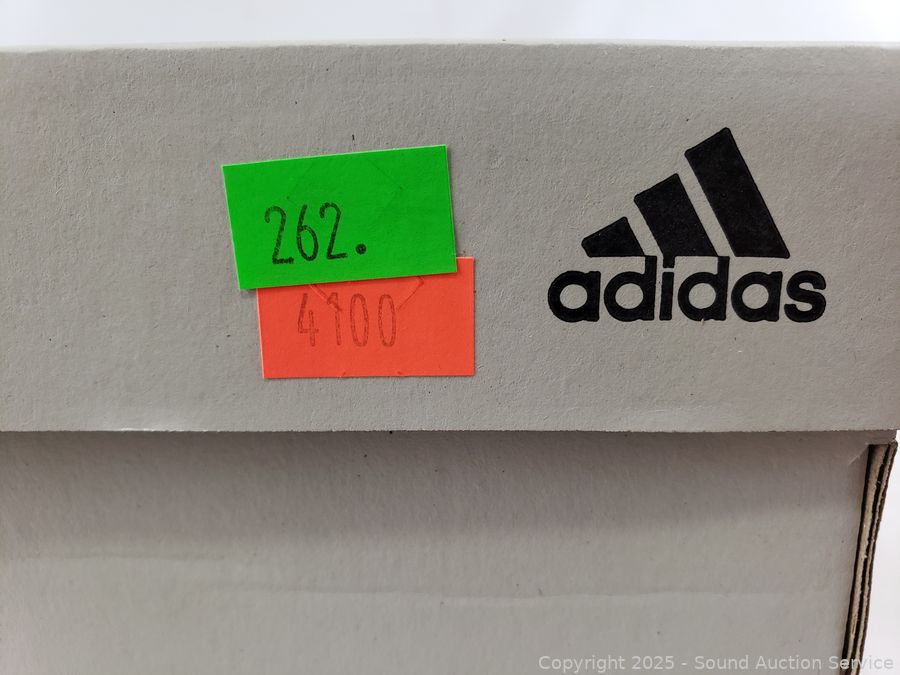 262.
4100
adidas
Copyright 2025 - Sound Auction Service